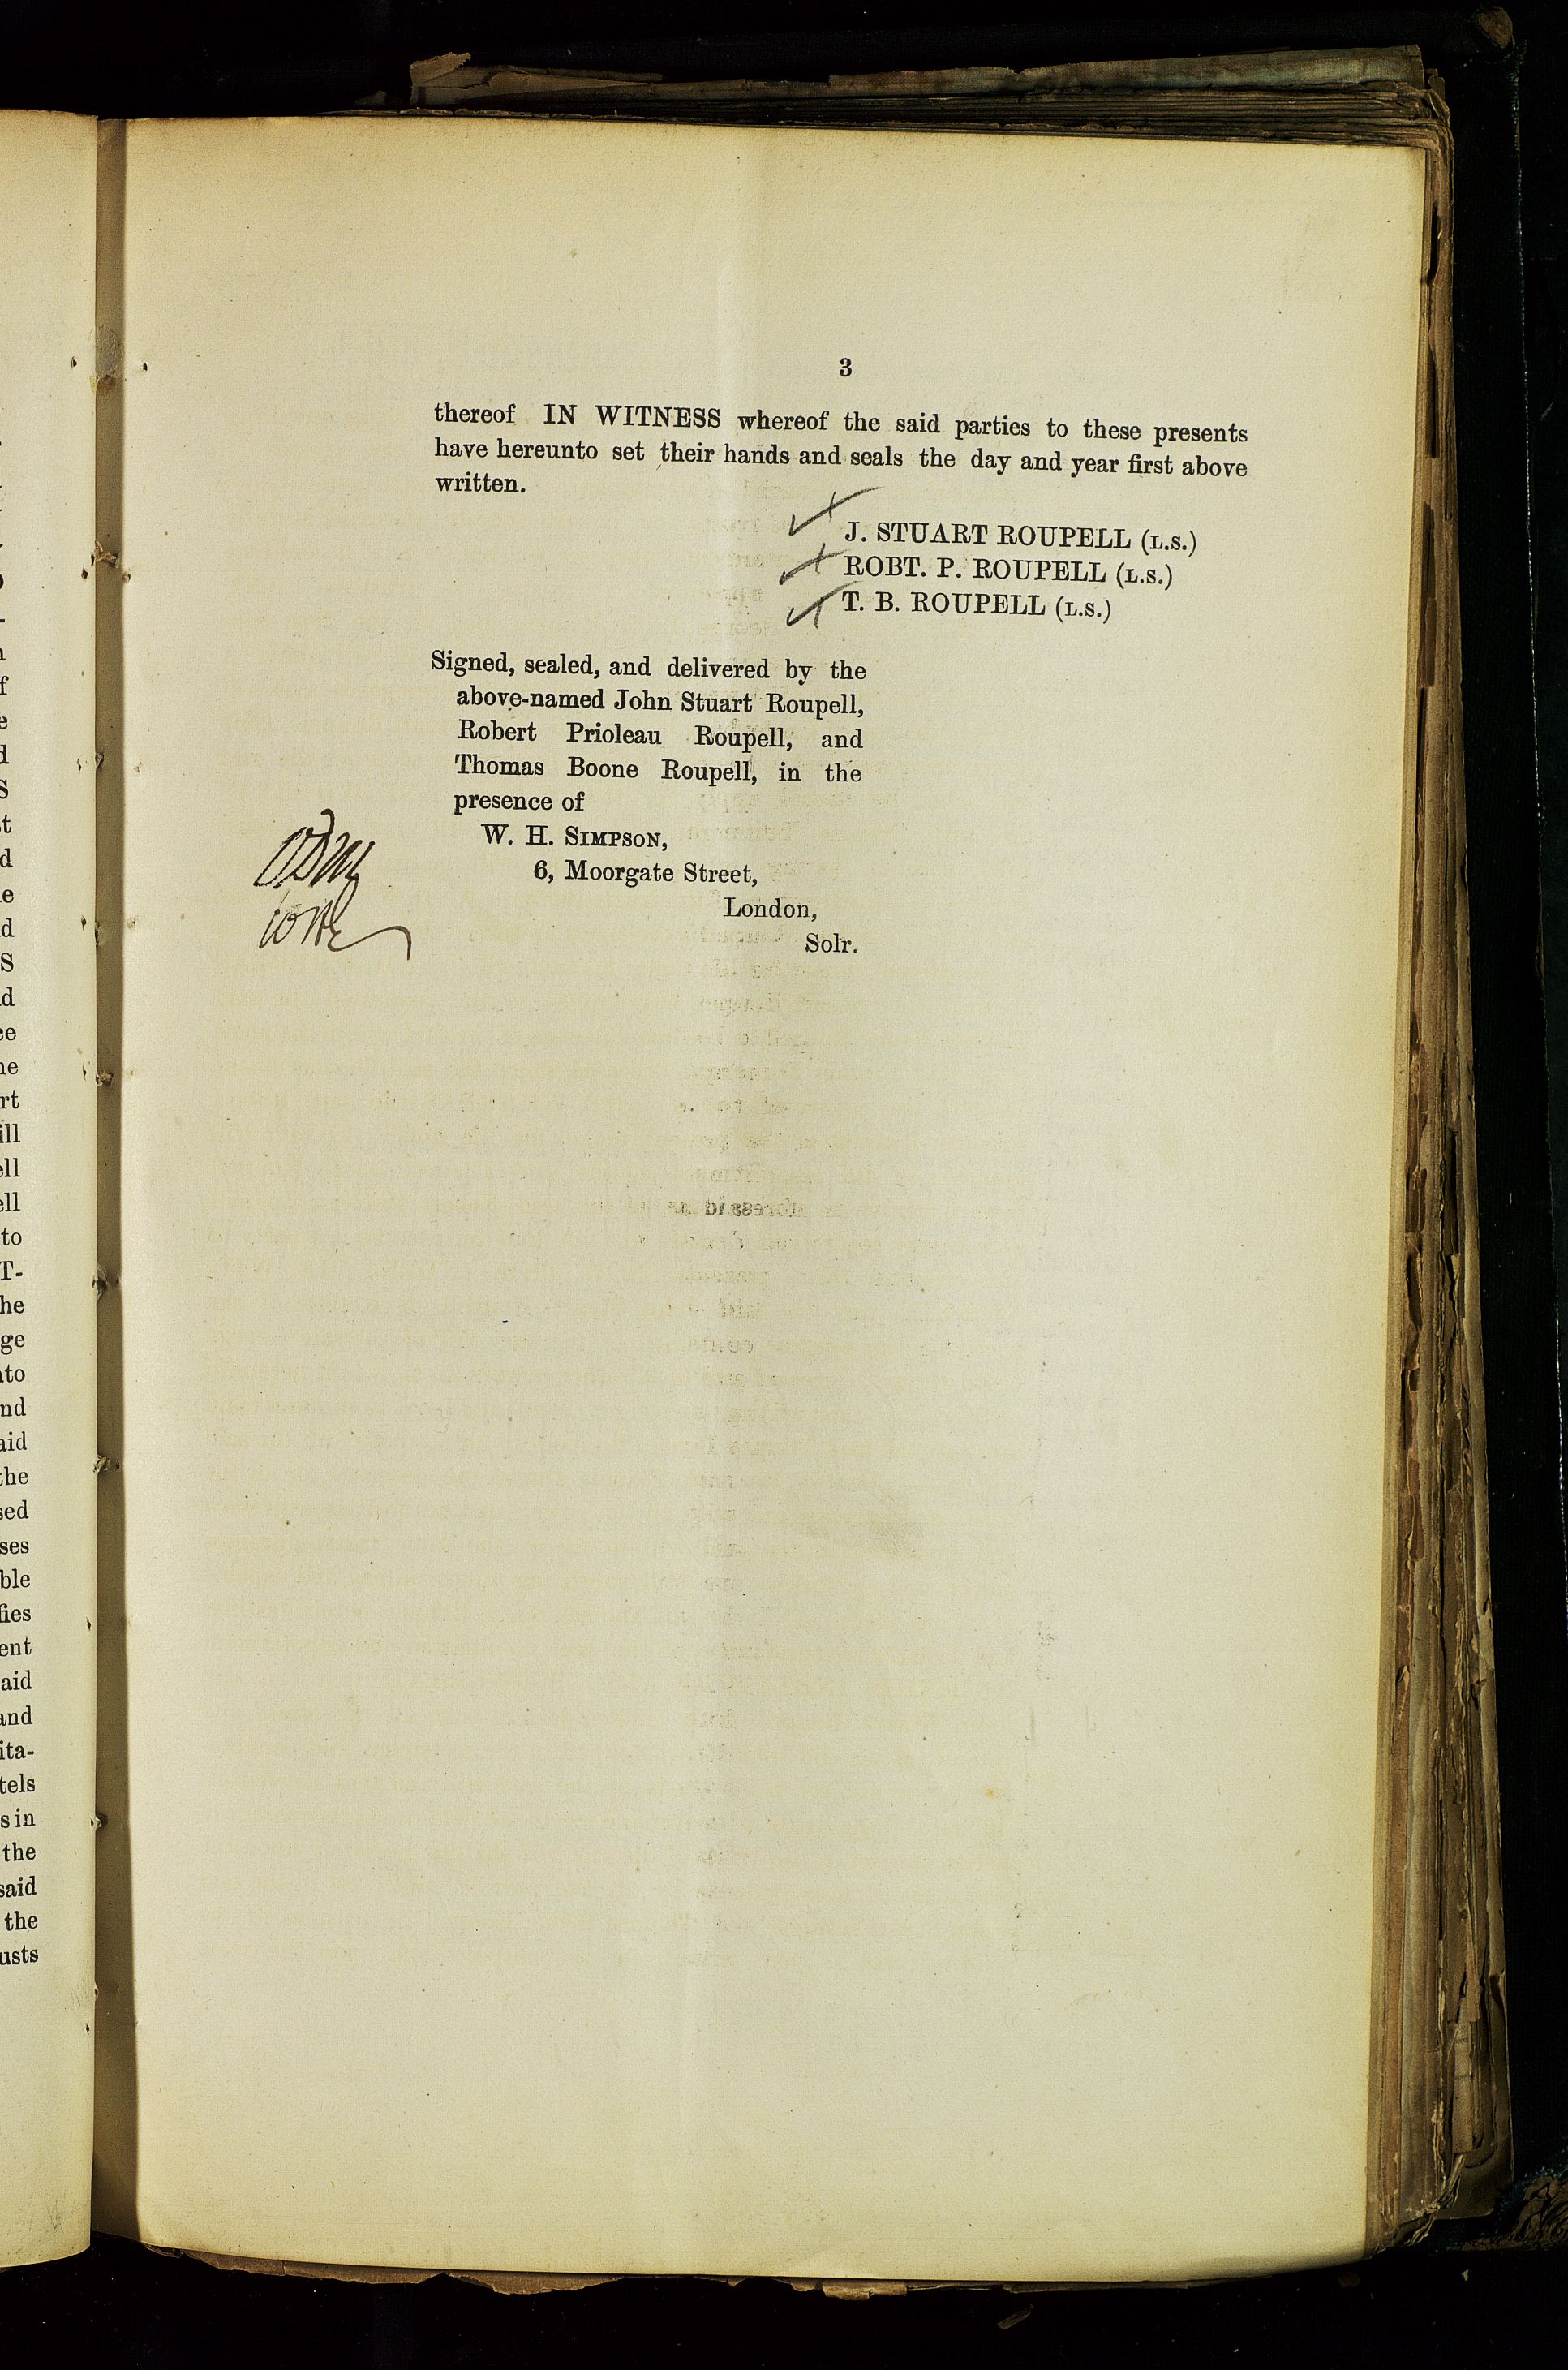 3
thereof IN WITNESS whereof the said parties to these presents
have hereunto set their hands and seals the day and year first above
written.
J. STUART ROUPELL (L.S.)
ROBT. P. ROUPELL (L.S.)
T. B. ROUPELL (L.S.)
Signed, sealed, and delivered by the
above-named John Stuart Roupell,
Robert Prioleau Roupell, and
Thomas Boone Roupell, in the
presence of
W. H. SIMPSON,
6, Moorgate Street,
London,
Solr.